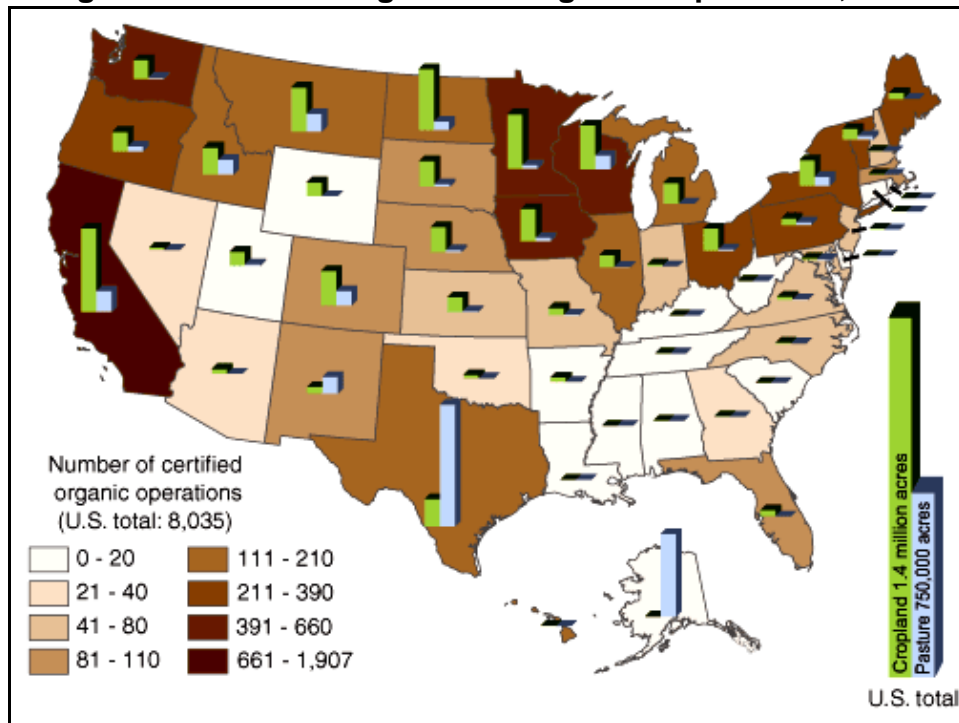 Number of certified
organic operations
(U.S. total: 8,035)
0 - 20
21 - 40
41 - 80
81 - 110
111 - 210
211 - 390
391 - 660
661 - 1,907
Cropland 1.4 million acres
Pasture 750,000 acres
U.S. total